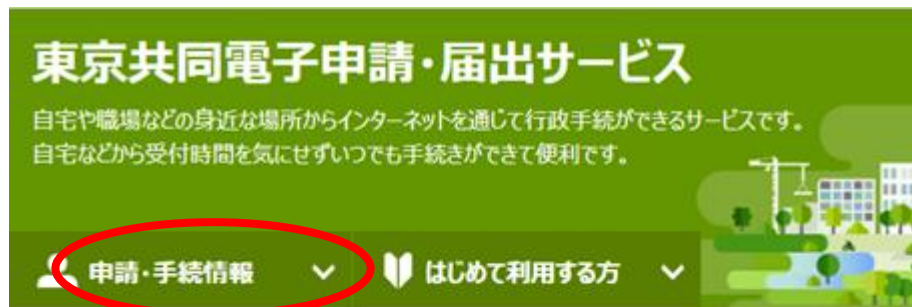 東京共同電子申請・届出サービス
自宅や職場などの身近な場所からインターネットを通じて行政手続ができるサービスです。
自宅などから受付時間を気にせずいつでも手続きができて便利です。
申請・手続情報
はじめて利用する方